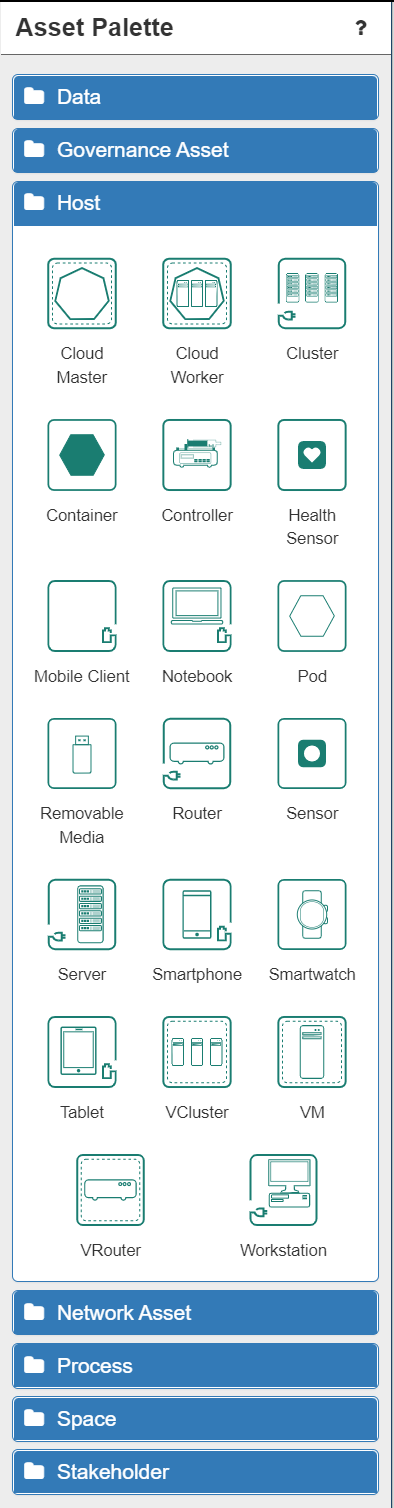 Asset Palette ?
Data
Governance Asset
Host
Cloud Cloud Cluster
Master Worker
Container Controller Health
Sensor
Mobile Client Notebook Pod
Removable Router Sensor
Media
Server Smartphone Smartwatch
Tablet VCluster VM
VRouter Workstation
Network Asset
Process
Space
Stakeholder